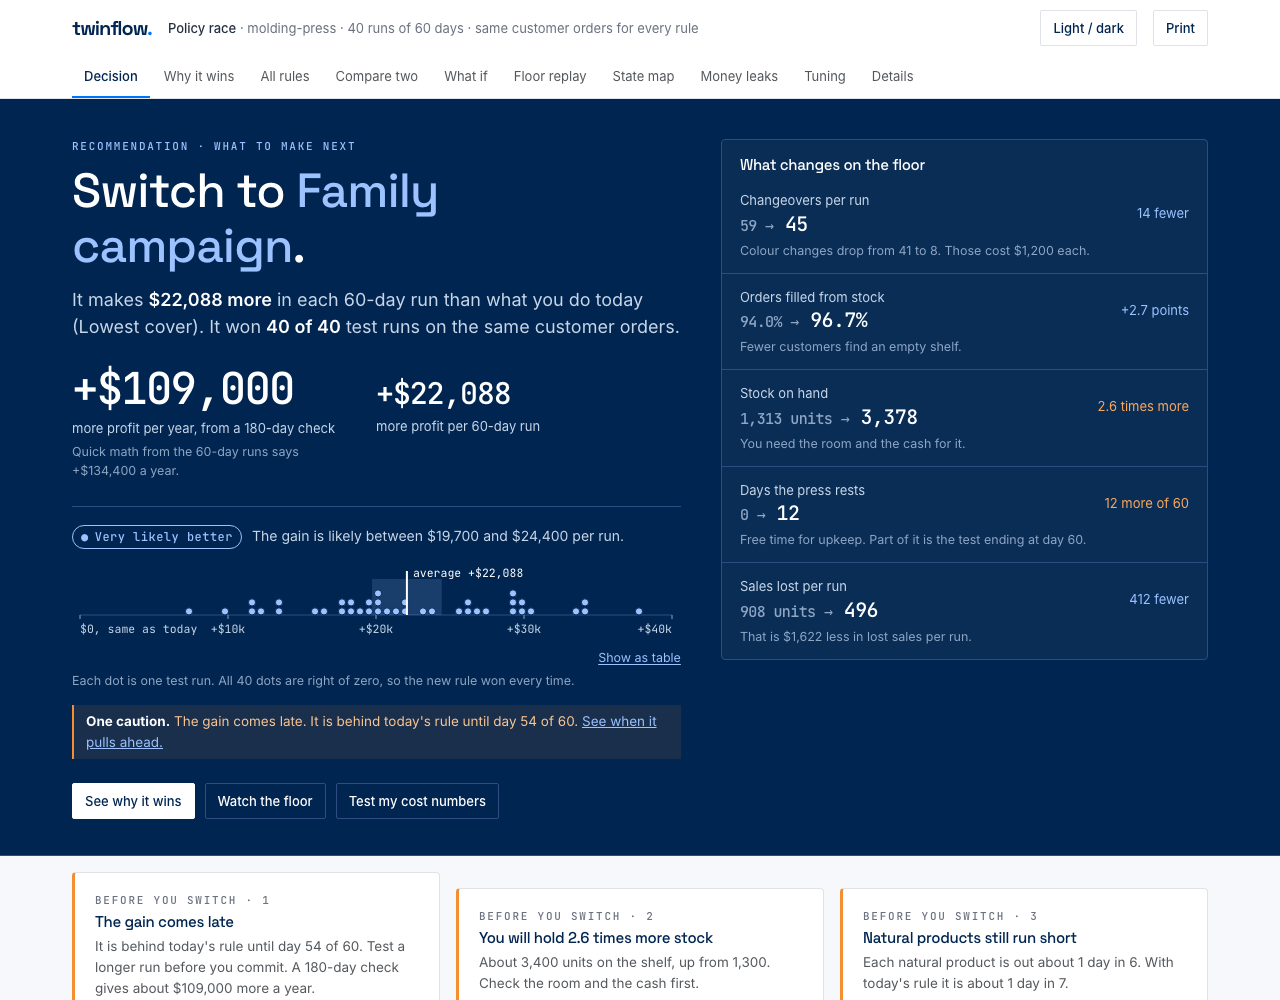 twinflow. Policy race · molding-press · 40 runs of 60 days · same customer orders for every rule
Light / dark
Print
Decision
Why it wins
All rules
Compare two
What if
Floor replay
State map
Money leaks
Tuning
Details
RECOMMENDATION · WHAT TO MAKE NEXT
Switch to Family
campaign.
It makes $22,088 more in each 60-day run than what you do today
(Lowest cover). It won 40 of 40 test runs on the same customer orders.
+$109,000
more profit per year, from a 180-day check
Quick math from the 60-day runs says
+$134,400 a year.
+$22,088
more profit per 60-day run
Very likely better
The gain is likely between $19,700 and $24,400 per run.
average +$22,088
$0, same as today
+$10k
+$20k
+$30k
+$40k
Show as table
Each dot is one test run. All 40 dots are right of zero, so the new rule won every time.
One caution. The gain comes late. It is behind today's rule until day 54 of 60. See when it
pulls ahead.
See why it wins
Watch the floor
Test my cost numbers
What changes on the floor
Changeovers per run
59 → 45
14 fewer
Colour changes drop from 41 to 8. Those cost $1,200 each.
Orders filled from stock
94.0% → 96.7%
+2.7 points
Fewer customers find an empty shelf.
Stock on hand
1,313 units → 3,378
2.6 times more
You need the room and the cash for it.
Days the press rests
0 → 12
12 more of 60
Free time for upkeep. Part of it is the test ending at day 60.
Sales lost per run
908 units → 496
412 fewer
That is $1,622 less in lost sales per run.
BEFORE YOU SWITCH · 1
The gain comes late
It is behind today's rule until day 54 of 60. Test a
longer run before you commit. A 180-day check
gives about $109,000 more a year.
BEFORE YOU SWITCH · 2
You will hold 2.6 times more stock
About 3,400 units on the shelf, up from 1,300.
Check the room and the cash first.
BEFORE YOU SWITCH · 3
Natural products still run short
Each natural product is out about 1 day in 6. With
today's rule it is about 1 day in 7.